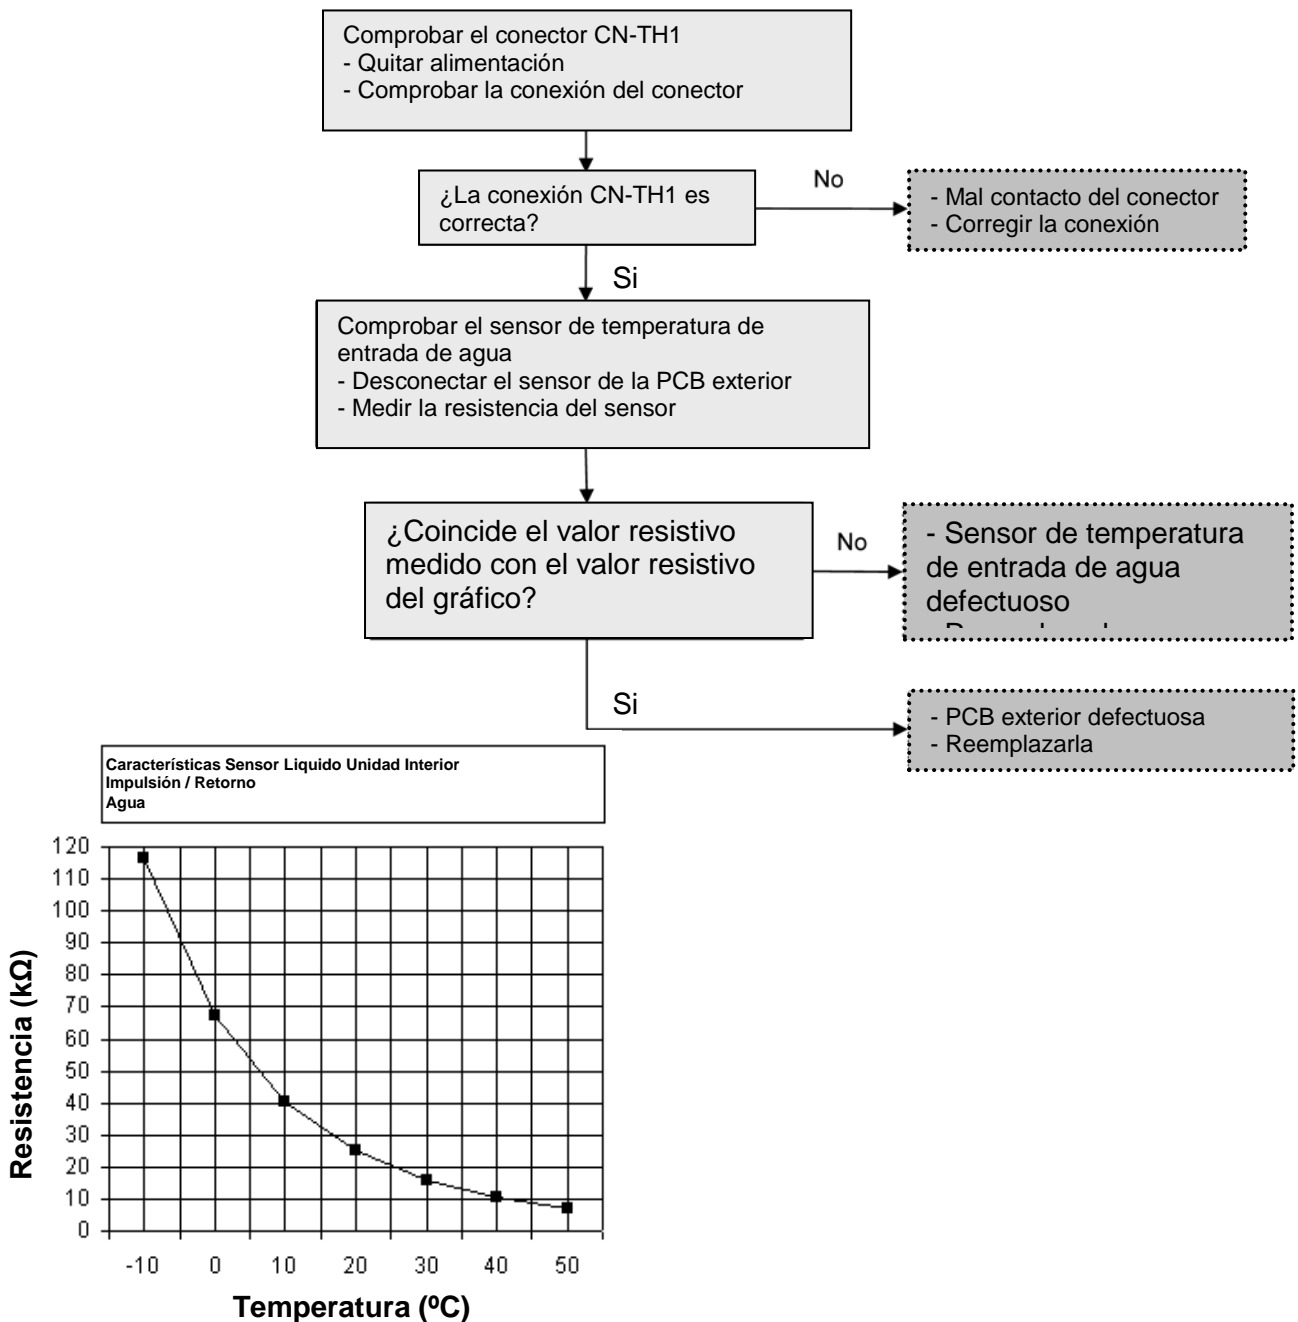 Comprobar el conector CN-TH1
- Quitar alimentación
- Comprobar la conexión del conector
¿La conexión CN-TH1 es
correcta?
No
- Mal contacto del conector
- Corregir la conexión
Si
Comprobar el sensor de temperatura de
entrada de agua
- Desconectar el sensor de la PCB exterior
- Medir la resistencia del sensor
¿Coincide el valor resistivo
medido con el valor resistivo
del gráfico?
No
- Sensor de temperatura
de entrada de agua
defectuoso
Si
- PCB exterior defectuosa
- Reemplazarla
Características Sensor Liquido Unidad Interior
Impulsión / Retorno
Agua
120
110
100
90
80
70
60
50
40
30
20
10
0
Resistencia (kΩ)
-10 0 10 20 30 40 50
Temperatura (ºC)